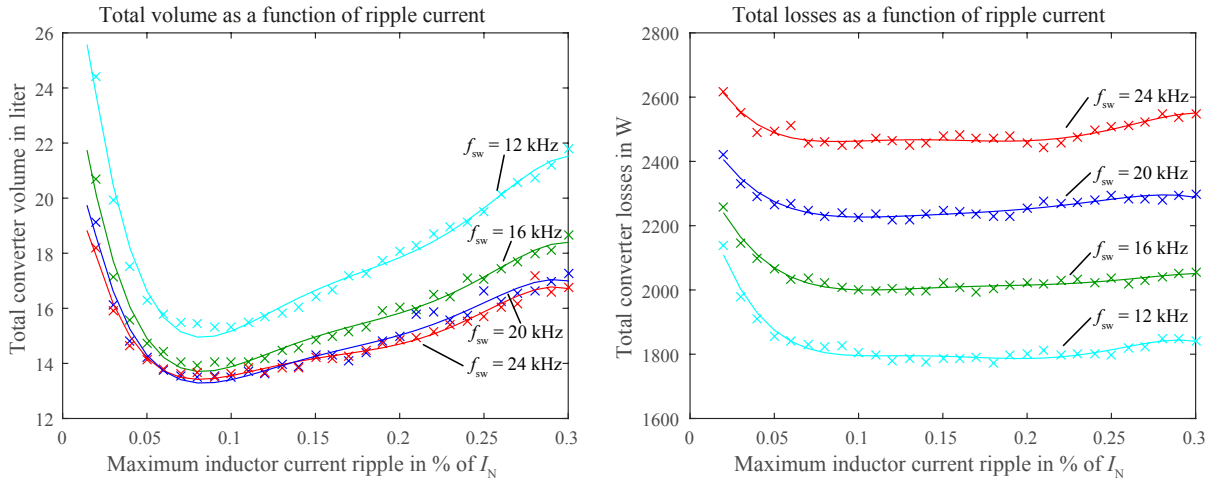 Total volume as a function of ripple current
26
24
22
20
18
16
14
12
Total converter volume in liter
f_sw = 12 kHz
f_sw = 16 kHz
f_sw = 20 kHz
f_sw = 24 kHz
0 0.05 0.1 0.15 0.2 0.25 0.3
Maximum inductor current ripple in % of I_N
Total losses as a function of ripple current
2800
2600
2400
2200
2000
1800
1600
Total converter losses in W
f_sw = 24 kHz
f_sw = 20 kHz
f_sw = 16 kHz
f_sw = 12 kHz
0 0.05 0.1 0.15 0.2 0.25 0.3
Maximum inductor current ripple in % of I_N